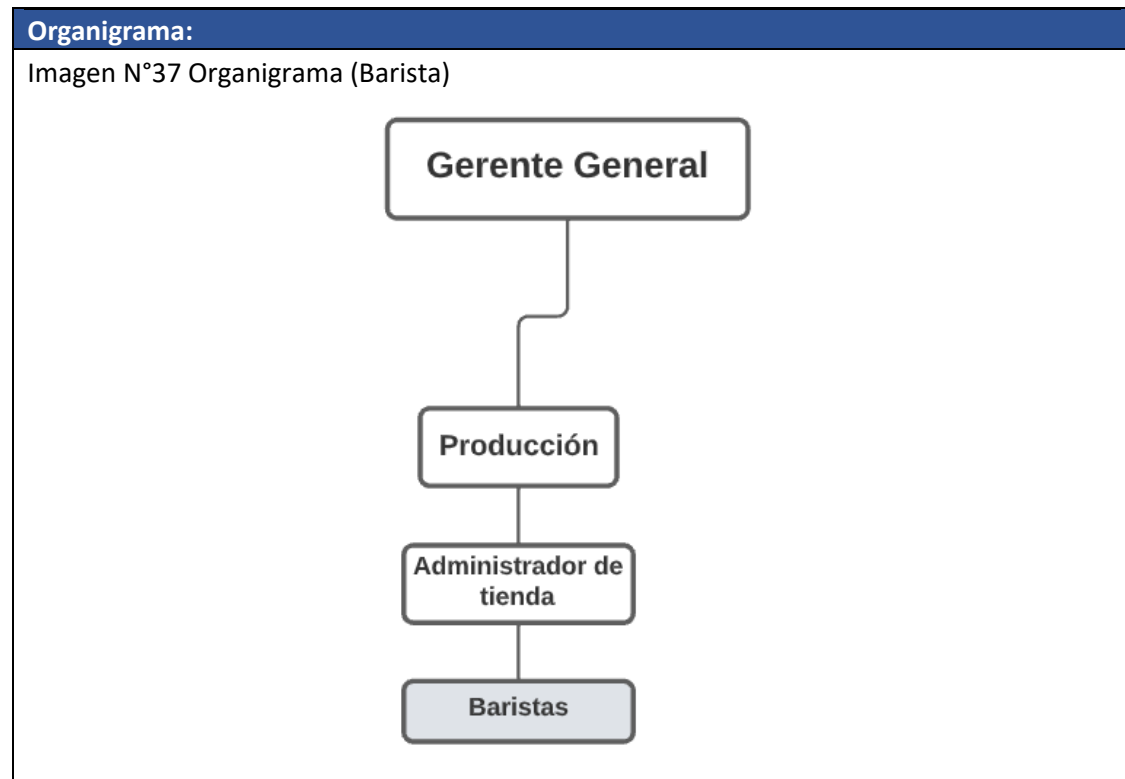 Organigrama:
Imagen N°37 Organigrama (Barista)
Gerente General
Producción
Administrador de
tienda
Baristas